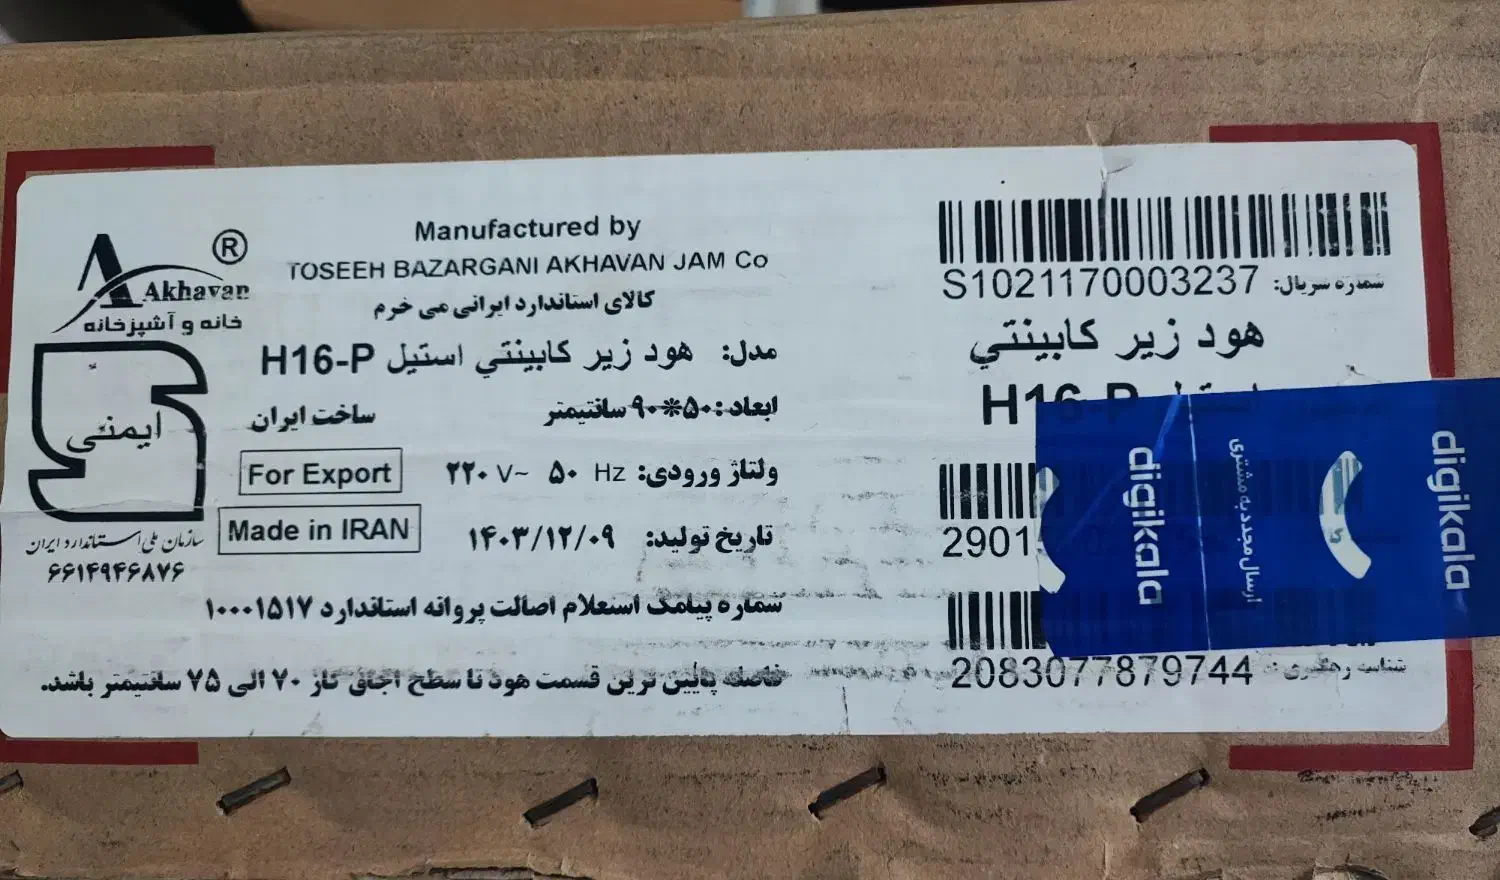 Akhavan ®
خانه و آشپزخانه
ایمنی
سازمان ملی استاندارد ایران
۶۶۱۴۹۴۶۸۷۶
Manufactured by
TOSEEH BAZARGANI AKHAVAN JAM Co
کالای استاندارد ایرانی می خرم
مدل: هود زیر کابینتي استیل H16-P
ابعاد: ۵۰*۹۰ سانتیمتر
ساخت ایران
ولتاژ ورودی: ۲۲۰ V~ ۵۰ Hz
For Export
تاریخ تولید: ۱۴۰۳/۱۲/۰۹
Made in IRAN
شماره پیامک استعلام اصالت پروانه استاندارد ۱۰۰۰۱۵۱۷
فاصله پایین ترین قسمت هود تا سطح اجاق گاز ۷۰ الی ۷۵ سانتیمتر باشد.
شماره سریال: S1021170003237
هود زیر کابینتي
استیل H16-P
2901
شناسه رهگیری: 2083077879744
digikala
ارسال مجدد به مشتری
digikala